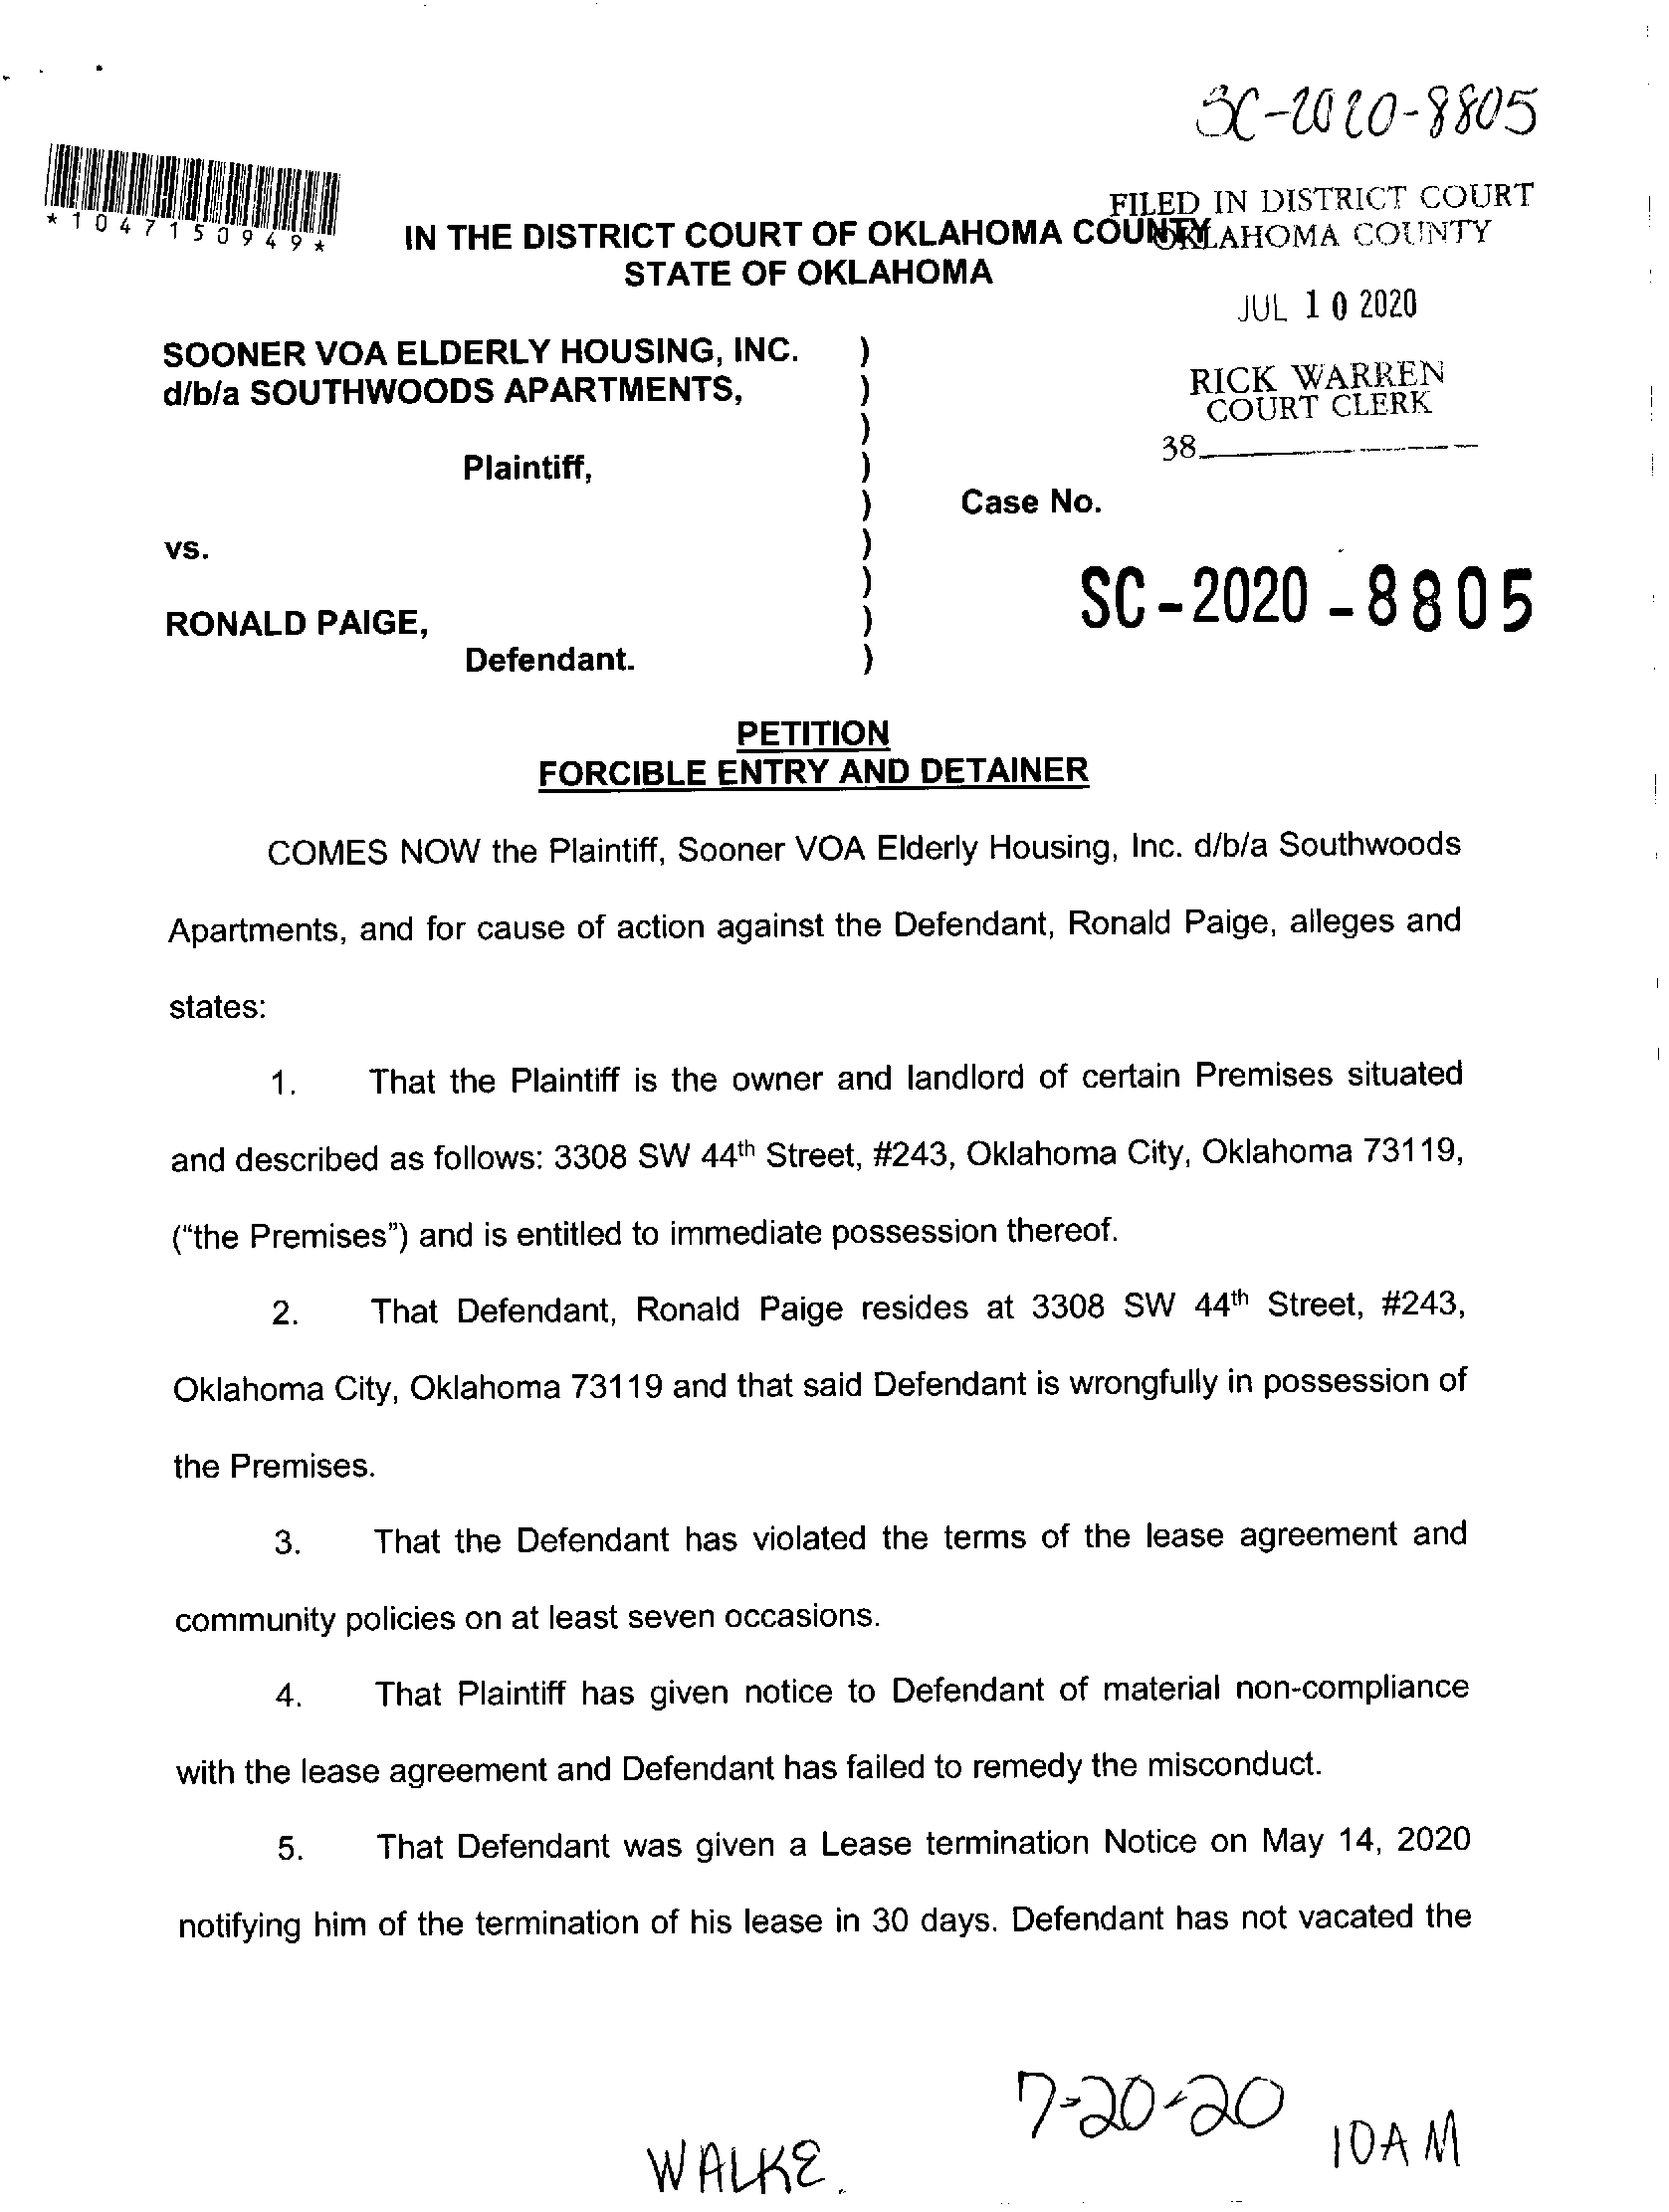 SC-2020-8805
*1047150949*
FILED IN DISTRICT COURT
OKLAHOMA COUNTY
IN THE DISTRICT COURT OF OKLAHOMA COUNTY
STATE OF OKLAHOMA
JUL 10 2020
SOONER VOA ELDERLY HOUSING, INC. )
d/b/a SOUTHWOODS APARTMENTS, )
RICK WARREN
COURT CLERK
)
38
Plaintiff, )
) Case No.
vs. )
)
SC-2020-8805
RONALD PAIGE, )
Defendant. )
PETITION
FORCIBLE ENTRY AND DETAINER
COMES NOW the Plaintiff, Sooner VOA Elderly Housing, Inc. d/b/a Southwoods
Apartments, and for cause of action against the Defendant, Ronald Paige, alleges and
states:
1. That the Plaintiff is the owner and landlord of certain Premises situated
and described as follows: 3308 SW 44th Street, #243, Oklahoma City, Oklahoma 73119,
("the Premises") and is entitled to immediate possession thereof.
2. That Defendant, Ronald Paige resides at 3308 SW 44th Street, #243,
Oklahoma City, Oklahoma 73119 and that said Defendant is wrongfully in possession of
the Premises.
3. That the Defendant has violated the terms of the lease agreement and
community policies on at least seven occasions.
4. That Plaintiff has given notice to Defendant of material non-compliance
with the lease agreement and Defendant has failed to remedy the misconduct.
5. That Defendant was given a Lease termination Notice on May 14, 2020
notifying him of the termination of his lease in 30 days. Defendant has not vacated the
7-20-20 10AM
WALKE